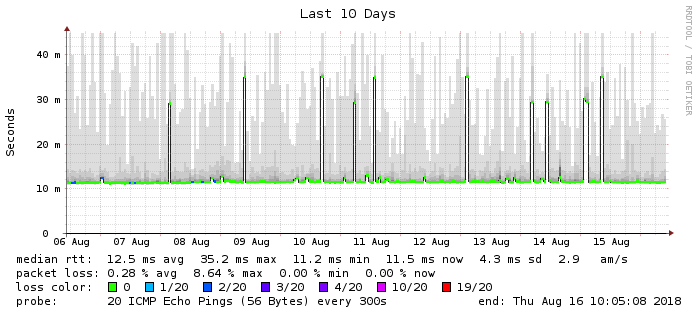 Last 10 Days
RRDTOOL / TOBI OETIKER
Seconds
40 m
30 m
20 m
10 m
0
06 Aug 07 Aug 08 Aug 09 Aug 10 Aug 11 Aug 12 Aug 13 Aug 14 Aug 15 Aug
median rtt: 12.5 ms avg 35.2 ms max 11.2 ms min 11.5 ms now 4.3 ms sd 2.9 am/s
packet loss: 0.28 % avg 8.64 % max 0.00 % min 0.00 % now
loss color: 0 1/20 2/20 3/20 4/20 10/20 19/20
probe: 20 ICMP Echo Pings (56 Bytes) every 300s end: Thu Aug 16 10:05:08 2018